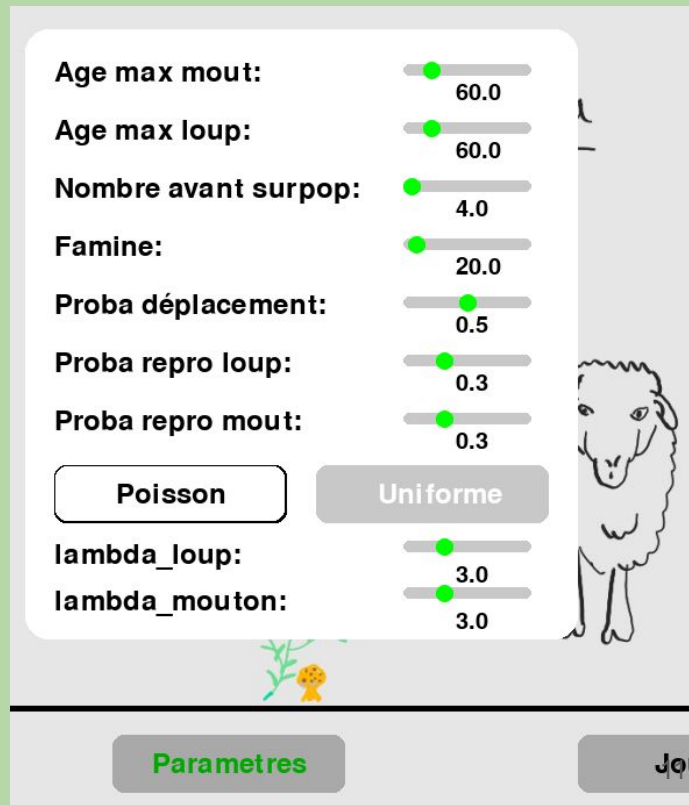 Age max mout:
60.0
Age max loup:
60.0
Nombre avant surpop:
4.0
Famine:
20.0
Proba déplacement:
0.5
Proba repro loup:
0.3
Proba repro mout:
0.3
Poisson Uniforme
lambda_loup:
3.0
lambda_mouton:
3.0
Parametres